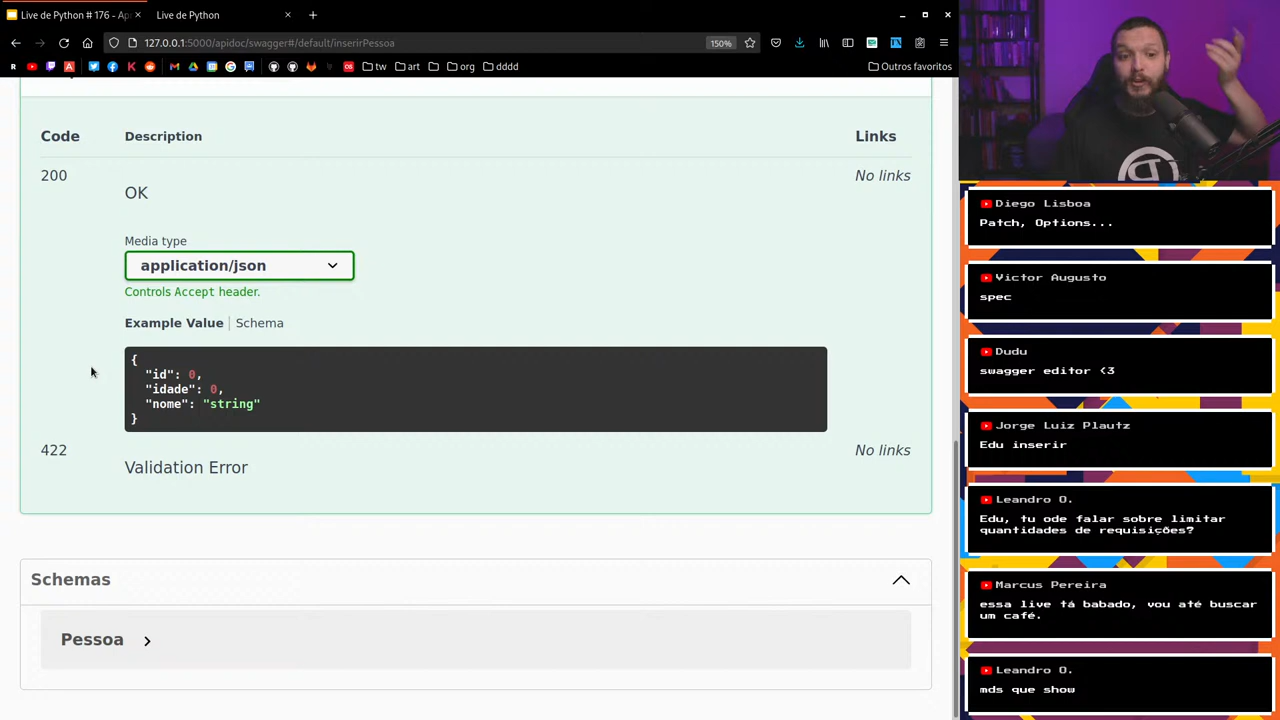 Live de Python # 176 - Ap
Live de Python
127.0.0.1:5000/apidoc/swagger#/default/inserirPessoa
150%
tw
art
org
dddd
Outros favoritos
Code
Description
Links
200
OK
No links
Media type
application/json
Controls Accept header.
Example Value
Schema
{
"id": 0,
"idade": 0,
"nome": "string"
}
422
Validation Error
No links
Schemas
Pessoa
Diego Lisboa
Patch, Options...
Victor Augusto
spec
Dudu
swagger editor <3
Jorge Luiz Plautz
Edu inserir
Leandro O.
Edu, tu ode falar sobre limitar
quantidades de requisições?
Marcus Pereira
essa live tá babado, vou até buscar
um café.
Leandro O.
mds que show